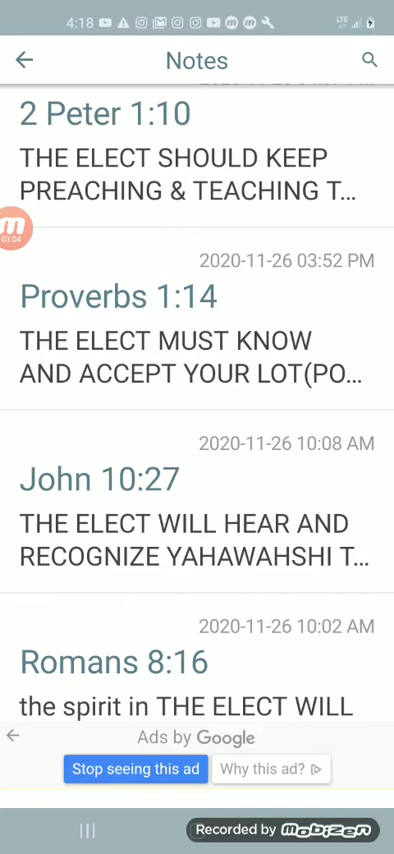 4:18
LTE
Notes
2 Peter 1:10
THE ELECT SHOULD KEEP
PREACHING & TEACHING T...
03:04
2020-11-26 03:52 PM
Proverbs 1:14
THE ELECT MUST KNOW
AND ACCEPT YOUR LOT(PO...
2020-11-26 10:08 AM
John 10:27
THE ELECT WILL HEAR AND
RECOGNIZE YAHAWAHSHI T...
2020-11-26 10:02 AM
Romans 8:16
the spirit in THE ELECT WILL
Ads by Google
Stop seeing this ad
Why this ad?
Recorded by mobizen